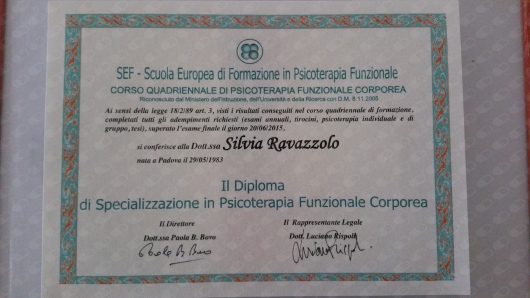 SEF - Scuola Europea di Formazione in Psicoterapia Funzionale
CORSO QUADRIENNALE DI PSICOTERAPIA FUNZIONALE CORPOREA
Riconosciuto dal Ministero dell'Istruzione, dell'Università e della Ricerca con D.M. 8.11.2005
Ai sensi della legge 18/2/89 art. 3, visti i risultati conseguiti nel corso quadriennale di formazione,
completati tutti gli adempimenti richiesti (esami annuali, tirocini, psicoterapia individuale e di
gruppo, tesi), superato l'esame finale il giorno 20/06/2015,
si conferisce alla Dott.ssa Silvia Ravazzolo
nata a Padova il 29/05/1983
Il Diploma
di Specializzazione in Psicoterapia Funzionale Corporea
Il Direttore Il Rappresentante Legale
Dott.ssa Paola B. Bovo Dott. Luciano Rispoli
Paola B Bovo